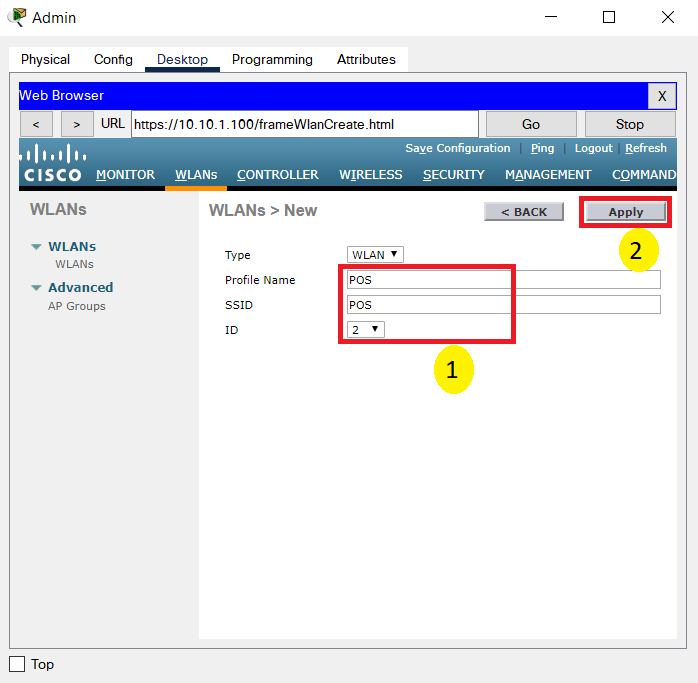 Admin
Physical Config Desktop Programming Attributes
Web Browser X
< > URL https://10.10.1.100/frameWlanCreate.html Go Stop
Save Configuration | Ping | Logout | Refresh
CISCO MONITOR WLANs CONTROLLER WIRELESS SECURITY MANAGEMENT COMMAND
WLANs
WLANs
WLANs
Advanced
AP Groups
WLANs > New < BACK Apply
2
Type WLAN
Profile Name POS
SSID POS
ID 2
1
Top